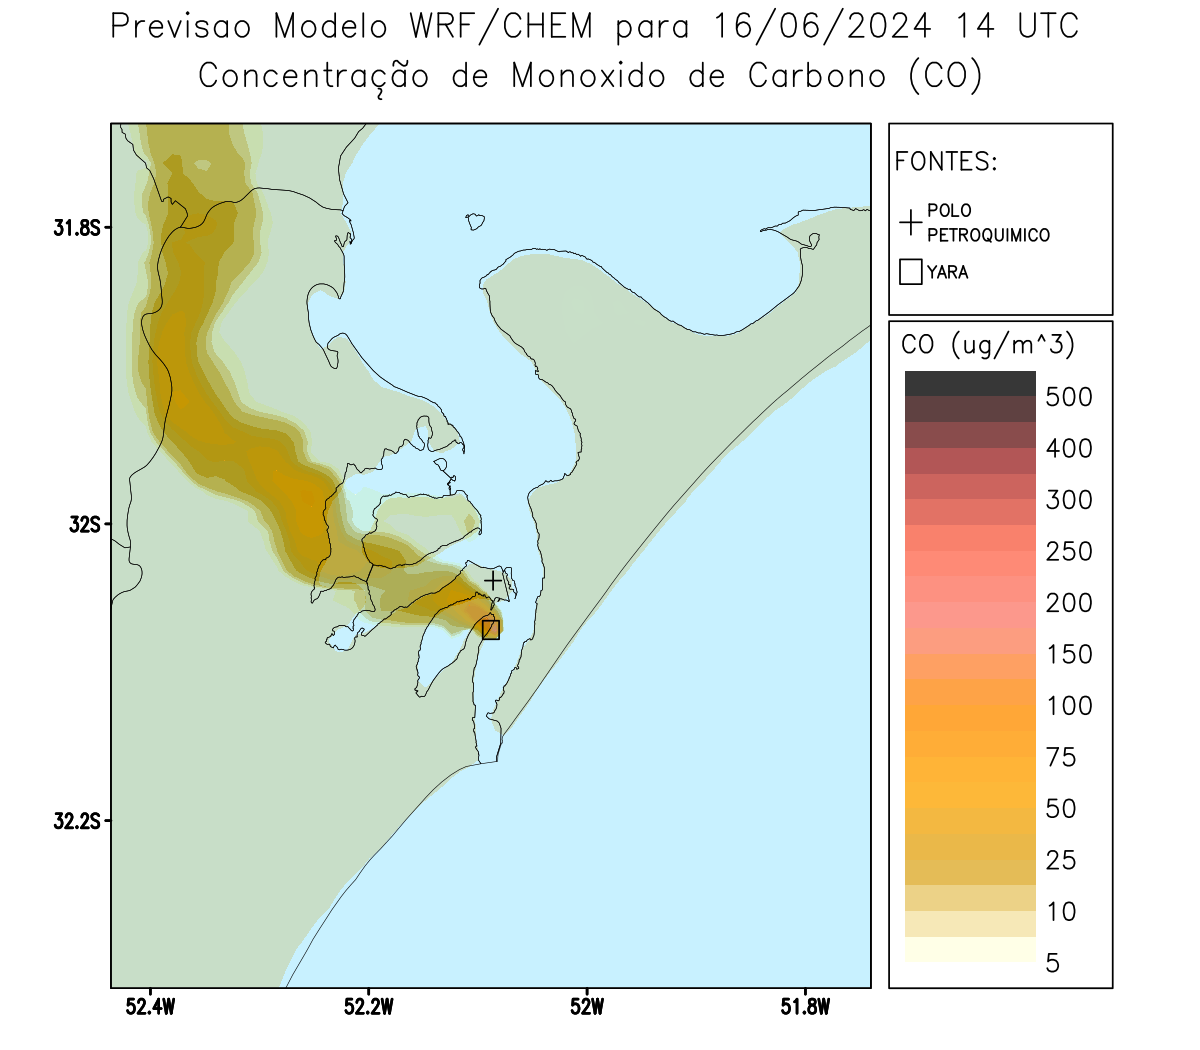 Previsao Modelo WRF/CHEM para 16/06/2024 14 UTC
Concentração de Monoxido de Carbono (CO)
FONTES:
POLO
PETROQUIMICO
YARA
CO (ug/m^3)
500
400
300
250
200
150
100
75
50
25
10
5
31.8S
32S
32.2S
52.4W
52.2W
52W
51.8W